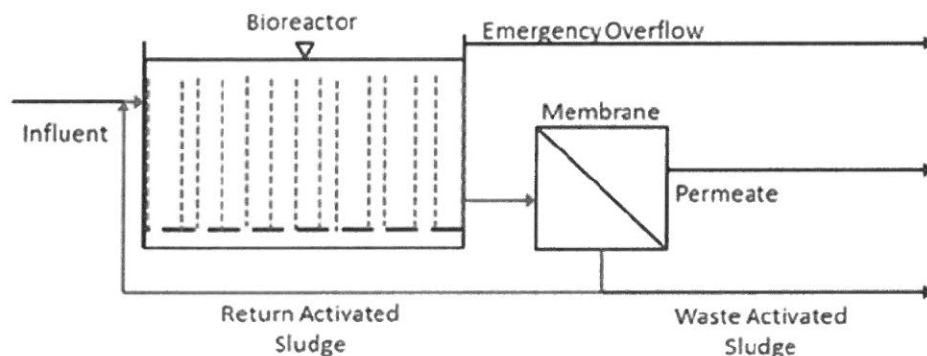 Bioreactor
Emergency Overflow
Influent
Membrane
Permeate
Return Activated
Sludge
Waste Activated
Sludge